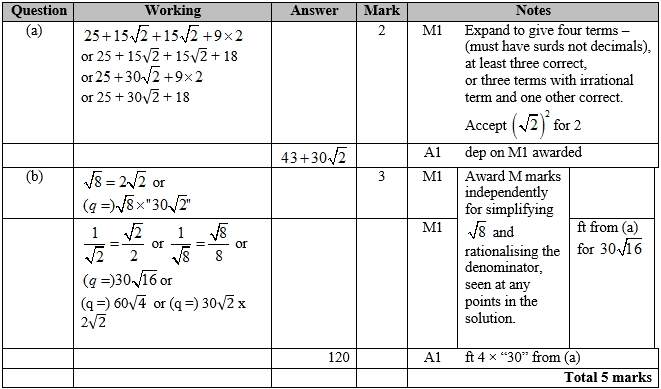 Question Working Answer Mark Notes
(a) 25 + 15√2 + 15√2 + 9 × 2 2 M1 Expand to give four terms –
or 25 + 15√2 + 15√2 + 18 (must have surds not decimals),
or 25 + 30√2 + 9 × 2 at least three correct,
or 25 + 30√2 + 18 or three terms with irrational
term and one other correct.
Accept (√2)² for 2
43 + 30√2 A1 dep on M1 awarded
(b) √8 = 2√2 or 3 M1 Award M marks
(q =)√8 × "30√2" independently
for simplifying
1/√2 = √2/2 or 1/√8 = √8/8 or M1 √8 and ft from (a)
rationalising the for 30√16
(q =)30√16 or denominator,
(q =) 60√4 or (q =) 30√2 x seen at any
2√2 points in the
solution.
120 A1 ft 4 × “30” from (a)
Total 5 marks